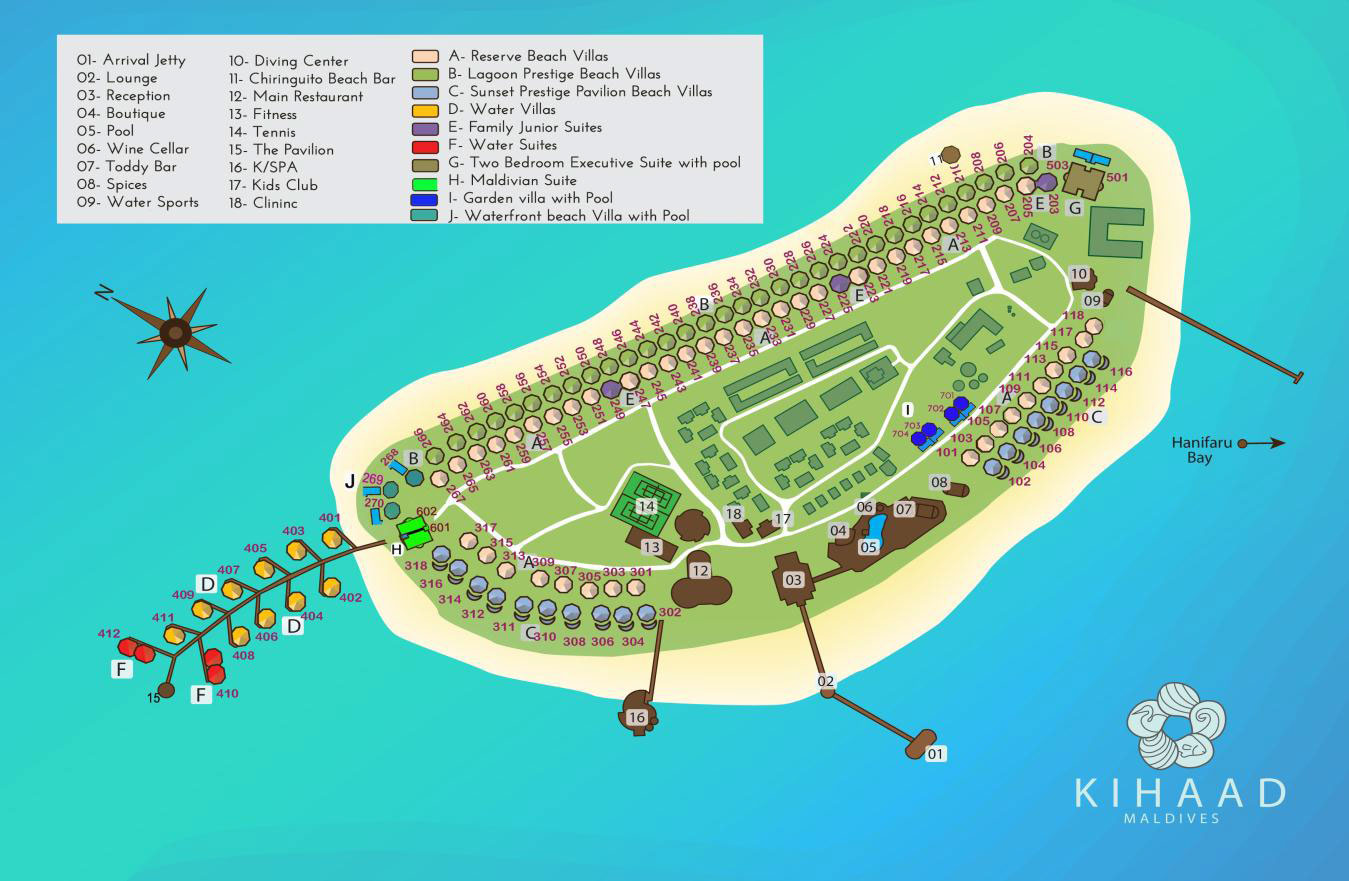 01- Arrival Jetty
02- Lounge
03- Reception
04- Boutique
05- Pool
06- Wine Cellar
07- Toddy Bar
08- Spices
09- Water Sports
10- Diving Center
11- Chiringuito Beach Bar
12- Main Restaurant
13- Fitness
14- Tennis
15- The Pavilion
16- K/SPA
17- Kids Club
18- Clininc
A- Reserve Beach Villas
B- Lagoon Prestige Beach Villas
C- Sunset Prestige Pavilion Beach Villas
D- Water Villas
E- Family Junior Suites
F- Water Suites
G- Two Bedroom Executive Suite with pool
H- Maldivian Suite
I- Garden villa with Pool
J- Waterfront beach Villa with Pool
N
11
204
206
208
210
212
214
216
218
220
222
224
226
228
230
232
234
236
238
240
242
244
246
248
250
252
254
256
258
260
262
264
266
268
269
270
B
503
501
E
203
G
205
207
209
211
213
A
215
217
219
221
223
E
225
227
229
231
233
A
235
237
239
241
243
245
247
E
249
251
253
255
257
A
259
261
263
265
267
B
B
J
10
09
118
117
115
113
111
109
A
107
105
103
101
116
114
112
110
C
108
106
104
102
I
701
702
703
704
Hanifaru
Bay
08
07
06
05
04
03
02
01
18
17
14
13
12
16
602
601
H
317
315
313
A
309
307
305
303
301
318
316
314
312
311
C
310
308
306
304
302
401
403
405
407
D
409
411
412
F
402
404
D
406
408
F
410
15
KIHAAD
MALDIVES